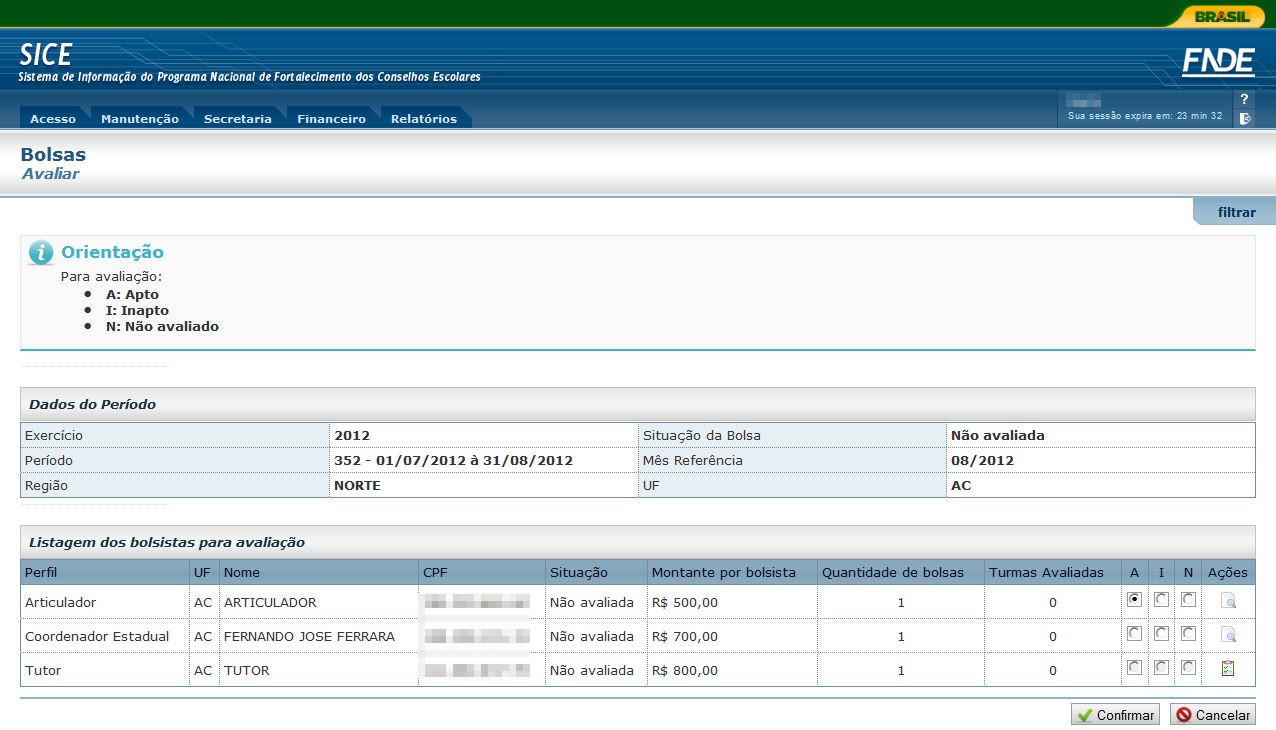 BRASIL
SICE
Sistema de Informação do Programa Nacional de Fortalecimento dos Conselhos Escolares
FNDE
Acesso Manutenção Secretaria Financeiro Relatórios
?
Sua sessão expira em: 23 min 32
Bolsas
Avaliar
filtrar
i Orientação
Para avaliação:
• A: Apto
• I: Inapto
• N: Não avaliado
Dados do Período
Exercício 2012 Situação da Bolsa Não avaliada
Período 352 - 01/07/2012 à 31/08/2012 Mês Referência 08/2012
Região NORTE UF AC
Listagem dos bolsistas para avaliação
Perfil UF Nome CPF Situação Montante por bolsista Quantidade de bolsas Turmas Avaliadas A I N Ações
Articulador AC ARTICULADOR Não avaliada R$ 500,00 1 0
Coordenador Estadual AC FERNANDO JOSE FERRARA Não avaliada R$ 700,00 1 0
Tutor AC TUTOR Não avaliada R$ 800,00 1 0
Confirmar Cancelar